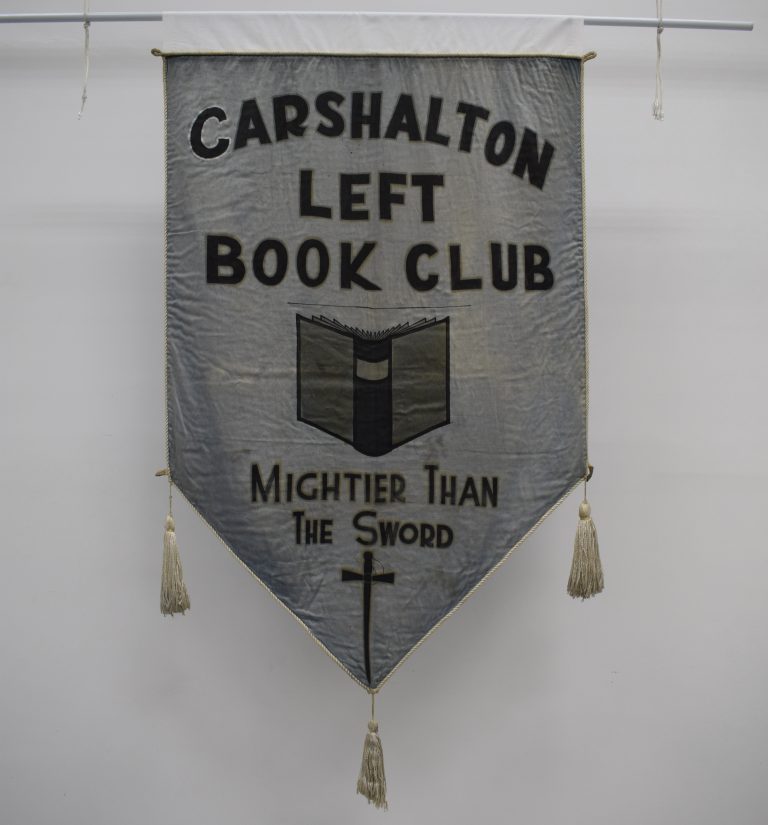 CARSHALTON
LEFT
BOOK CLUB
MIGHTIER THAN
THE SWORD